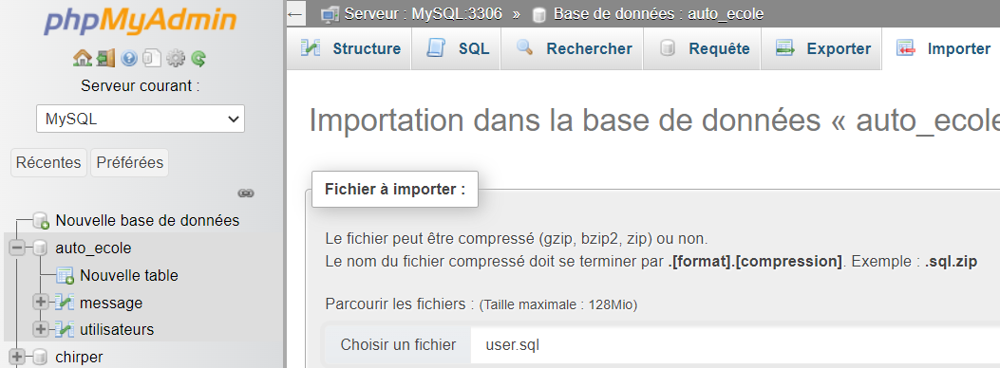 phpMyAdmin
Serveur courant :
MySQL
Récentes Préférées
Nouvelle base de données
auto_ecole
Nouvelle table
message
utilisateurs
chirper
Serveur : MySQL:3306 » Base de données : auto_ecole
Structure SQL Rechercher Requête Exporter Importer
Importation dans la base de données « auto_ecole
Fichier à importer :
Le fichier peut être compressé (gzip, bzip2, zip) ou non.
Le nom du fichier compressé doit se terminer par .[format].[compression]. Exemple : .sql.zip
Parcourir les fichiers : (Taille maximale : 128Mio)
Choisir un fichier user.sql